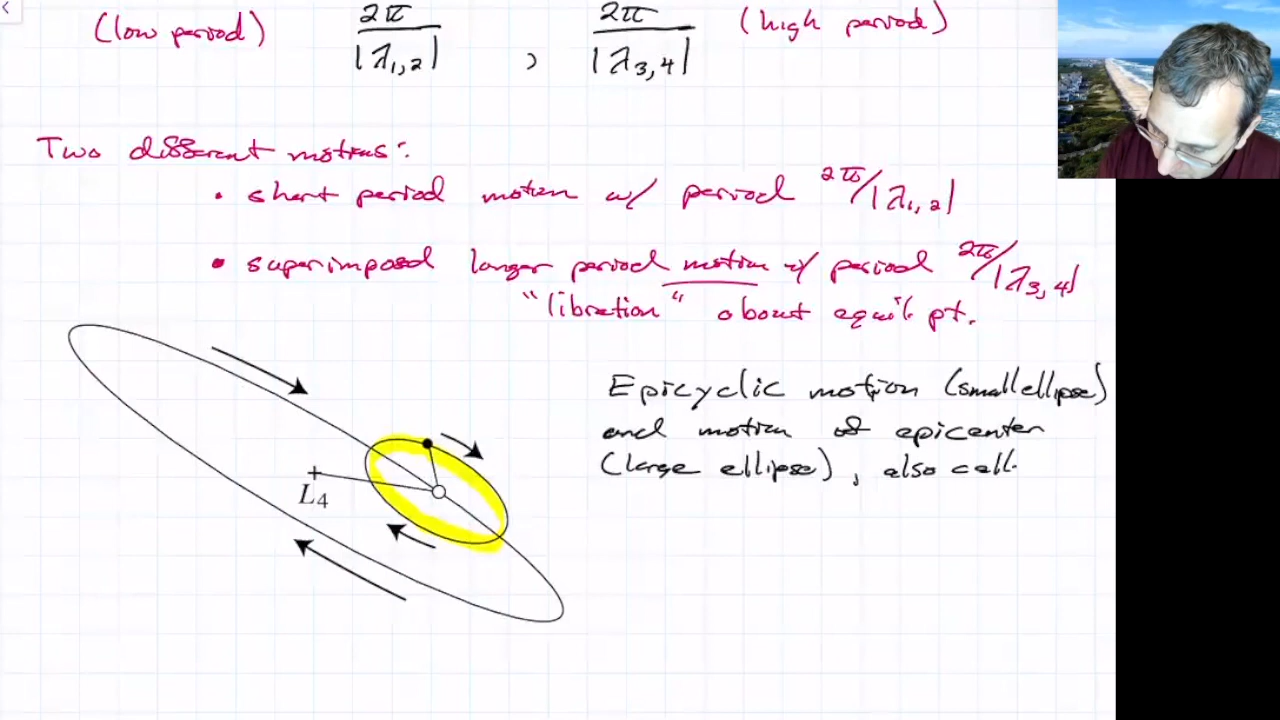 (low period) 2π/|λ1,2| , 2π/|λ3,4| (high period)
Two different motions:
• short period motion w/ period 2π/|λ1,2|
• superimposed longer period motion w/ period 2π/|λ3,4|
"libration" about equil. pt.
Epicyclic motion (small ellipse)
and motion of epicenter
(large ellipse), also call
L4